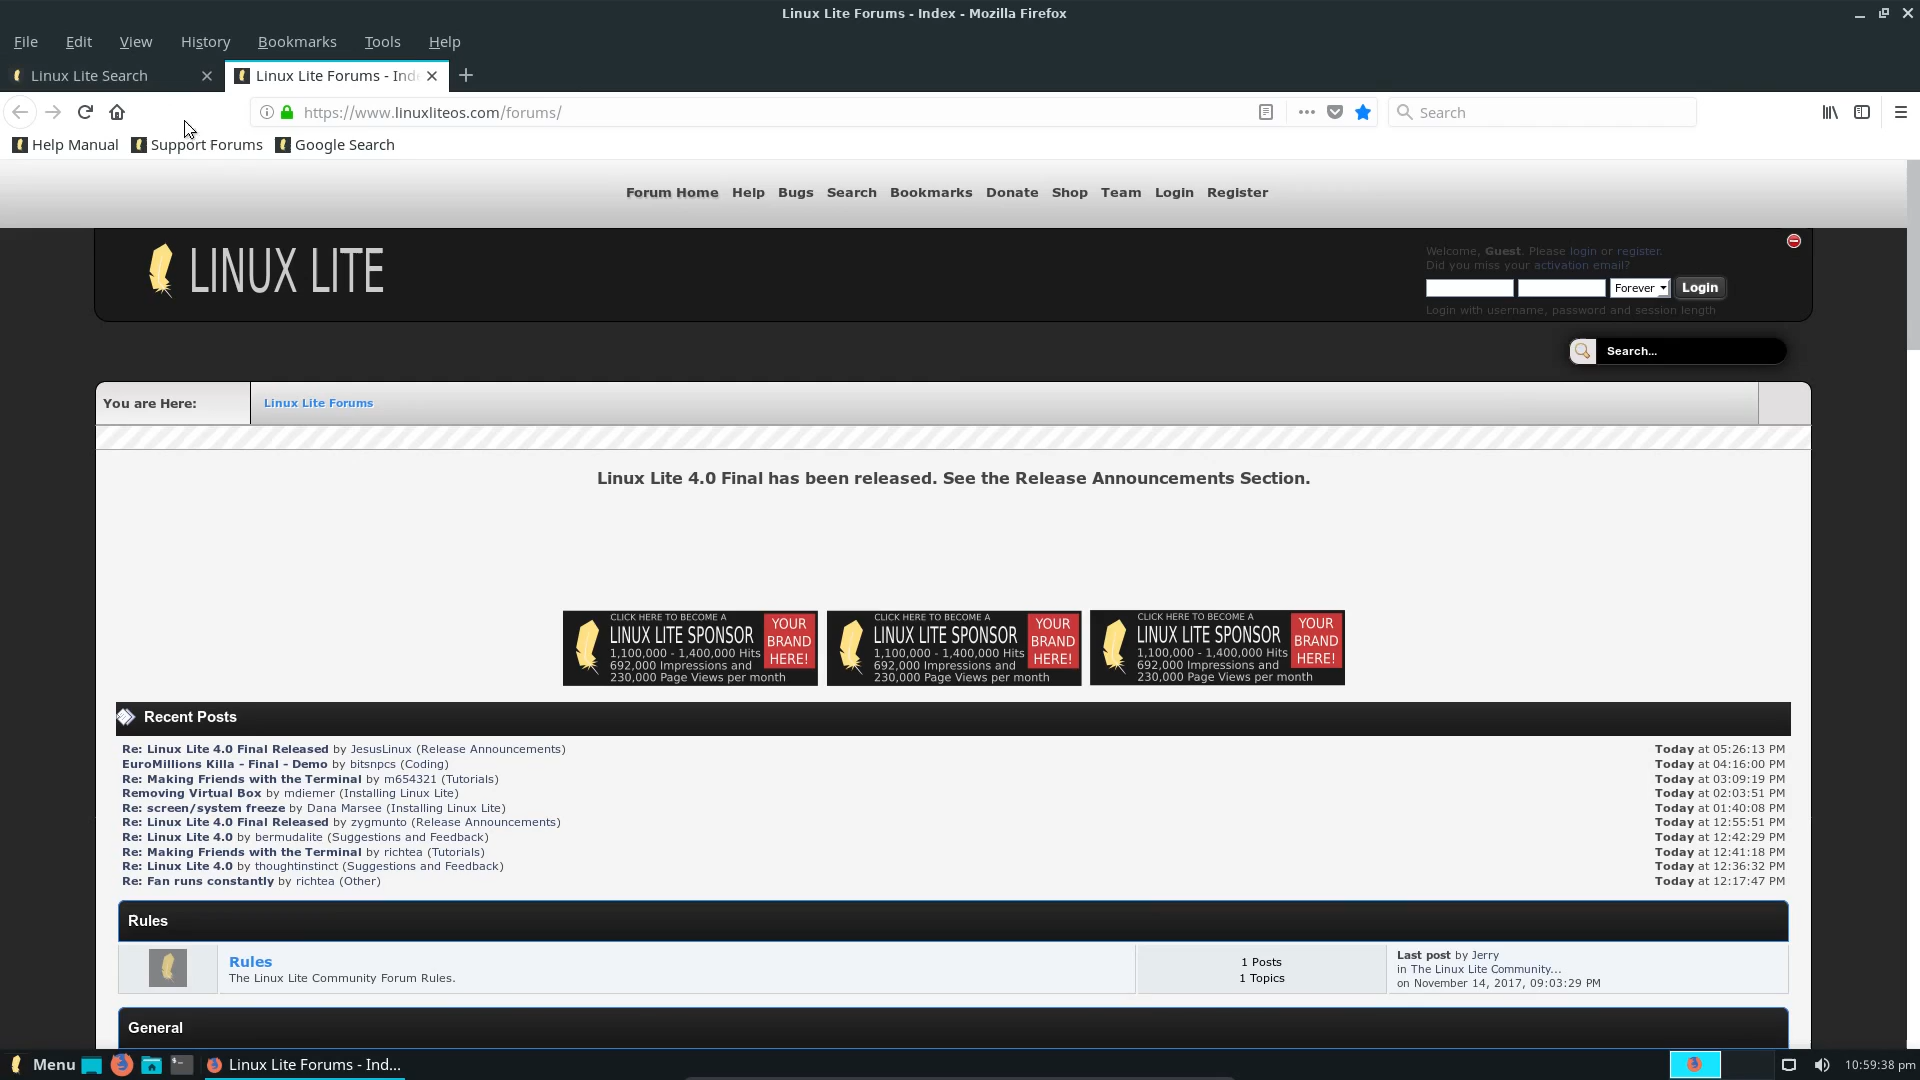 Linux Lite Forums - Index - Mozilla Firefox
File Edit View History Bookmarks Tools Help
Linux Lite Search
Linux Lite Forums - Ind
https://www.linuxliteos.com/forums/
Search
Help Manual Support Forums Google Search
Forum Home Help Bugs Search Bookmarks Donate Shop Team Login Register
LINUX LITE
Welcome, Guest. Please login or register.
Did you miss your activation email?
Forever Login
Login with username, password and session length
Search...
You are Here: Linux Lite Forums
Linux Lite 4.0 Final has been released. See the Release Announcements Section.
CLICK HERE TO BECOME A
LINUX LITE SPONSOR
1,100,000 - 1,400,000 Hits
692,000 Impressions and
230,000 Page Views per month
YOUR
BRAND
HERE!
CLICK HERE TO BECOME A
LINUX LITE SPONSOR
1,100,000 - 1,400,000 Hits
692,000 Impressions and
230,000 Page Views per month
YOUR
BRAND
HERE!
CLICK HERE TO BECOME A
LINUX LITE SPONSOR
1,100,000 - 1,400,000 Hits
692,000 Impressions and
230,000 Page Views per month
YOUR
BRAND
HERE!
Recent Posts
Re: Linux Lite 4.0 Final Released by JesusLinux (Release Announcements) Today at 05:26:13 PM
EuroMillions Killa - Final - Demo by bitsnpcs (Coding) Today at 04:16:00 PM
Re: Making Friends with the Terminal by m654321 (Tutorials) Today at 03:09:19 PM
Removing Virtual Box by mdiemer (Installing Linux Lite) Today at 02:03:51 PM
Re: screen/system freeze by Dana Marsee (Installing Linux Lite) Today at 01:40:08 PM
Re: Linux Lite 4.0 Final Released by zygmunto (Release Announcements) Today at 12:55:51 PM
Re: Linux Lite 4.0 by bermudalite (Suggestions and Feedback) Today at 12:42:29 PM
Re: Making Friends with the Terminal by richtea (Tutorials) Today at 12:41:18 PM
Re: Linux Lite 4.0 by thoughtinstinct (Suggestions and Feedback) Today at 12:36:32 PM
Re: Fan runs constantly by richtea (Other) Today at 12:17:47 PM
Rules
Rules
The Linux Lite Community Forum Rules.
1 Posts
1 Topics
Last post by Jerry
in The Linux Lite Community...
on November 14, 2017, 09:03:29 PM
General
Menu Linux Lite Forums - Ind... 10:59:38 pm